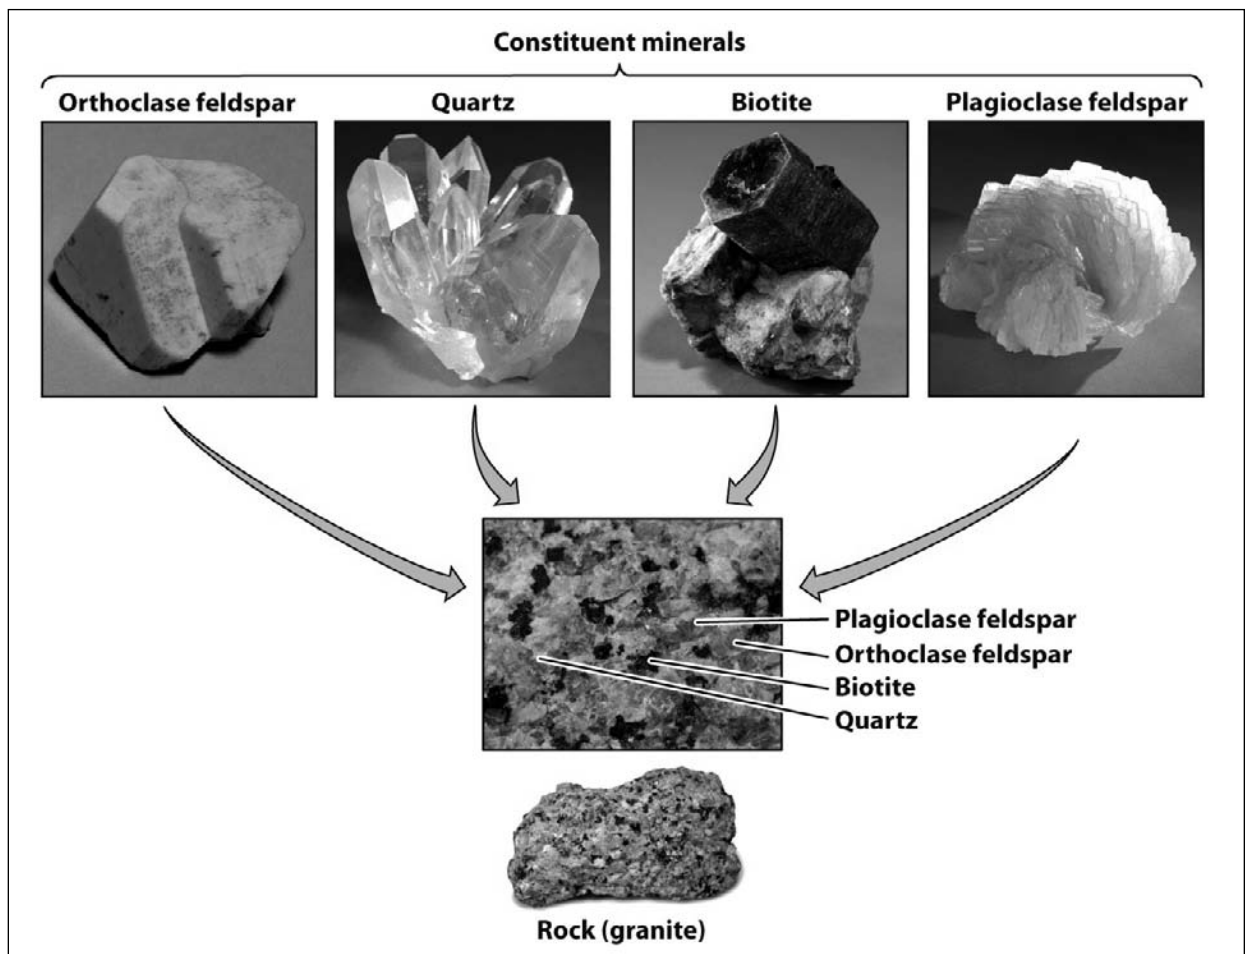 Constituent minerals
Orthoclase feldspar
Quartz
Biotite
Plagioclase feldspar
Plagioclase feldspar
Orthoclase feldspar
Biotite
Quartz
Rock (granite)